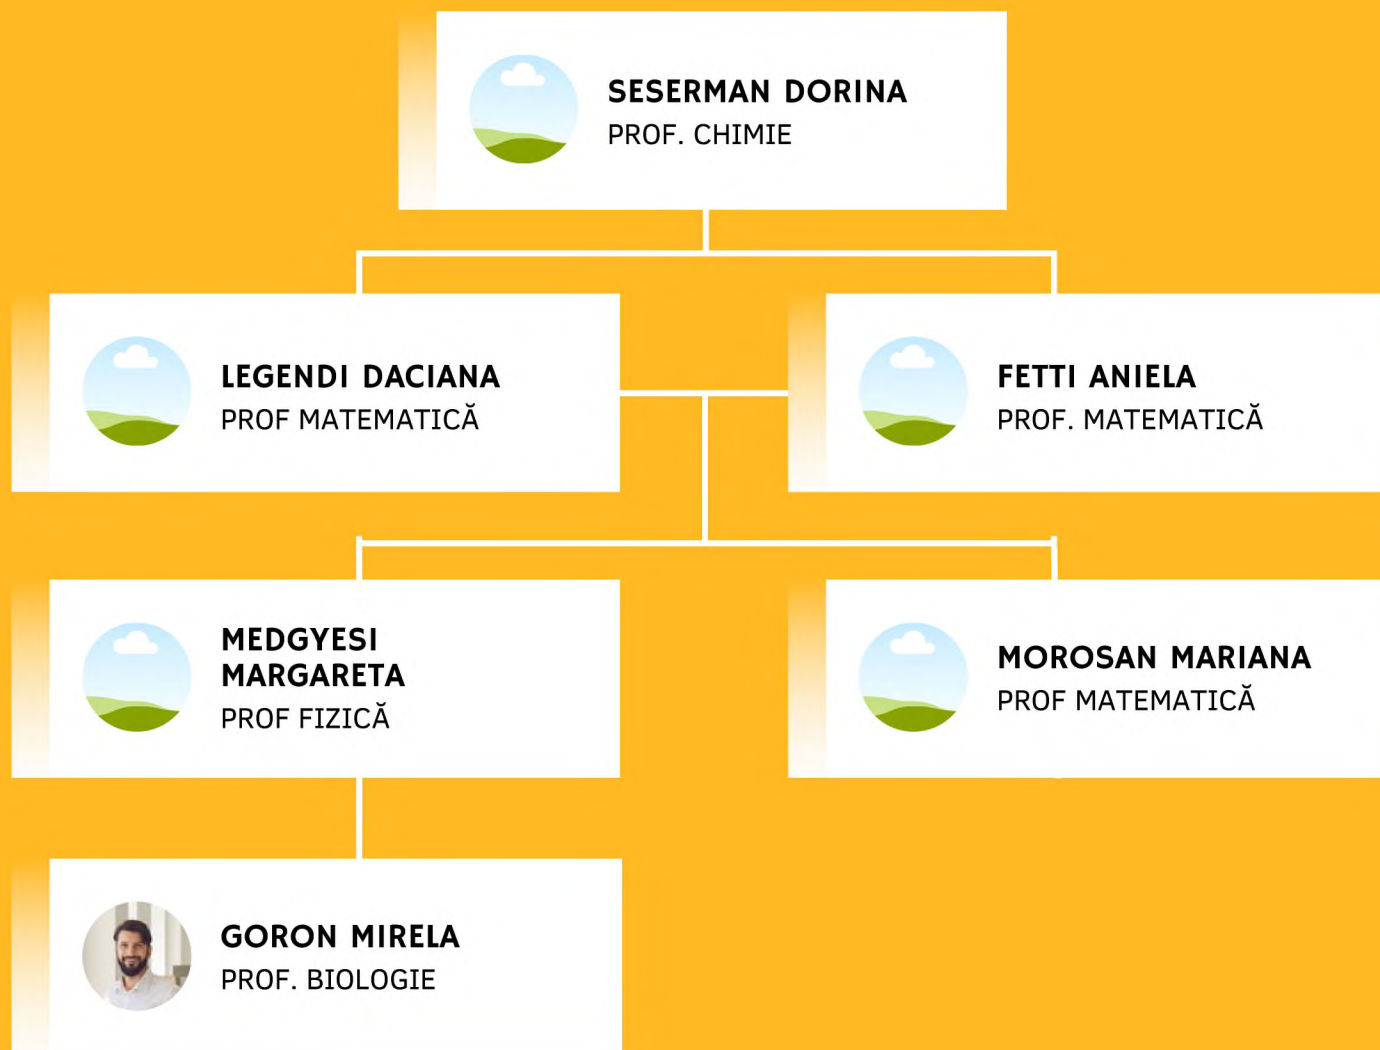 SESERMAN DORINA
PROF. CHIMIE
LEGENDI DACIANA
PROF MATEMATICĂ
FETTI ANIELA
PROF. MATEMATICĂ
MEDGYESI
MARGARETA
PROF FIZICĂ
MOROSAN MARIANA
PROF MATEMATICĂ
GORON MIRELA
PROF. BIOLOGIE